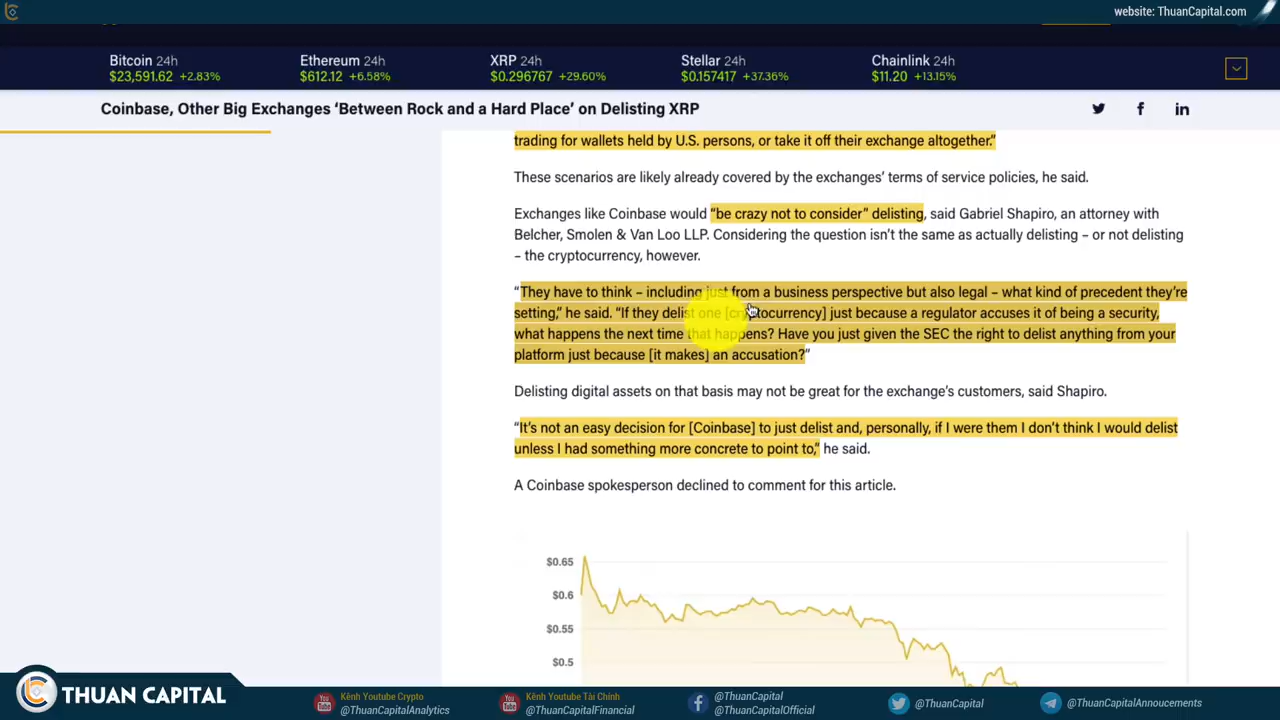 website: ThuanCapital.com
Bitcoin 24h
$23,591.62 +2.83%
Ethereum 24h
$612.12 +6.58%
XRP 24h
$0.296767 +29.60%
Stellar 24h
$0.157417 +37.36%
Chainlink 24h
$11.20 +13.15%
Coinbase, Other Big Exchanges ‘Between Rock and a Hard Place’ on Delisting XRP
trading for wallets held by U.S. persons, or take it off their exchange altogether.”
These scenarios are likely already covered by the exchanges’ terms of service policies, he said.
Exchanges like Coinbase would “be crazy not to consider” delisting, said Gabriel Shapiro, an attorney with
Belcher, Smolen & Van Loo LLP. Considering the question isn’t the same as actually delisting – or not delisting
– the cryptocurrency, however.
“They have to think – including just from a business perspective but also legal – what kind of precedent they’re
setting,” he said. “If they delist one [cryptocurrency] just because a regulator accuses it of being a security,
what happens the next time that happens? Have you just given the SEC the right to delist anything from your
platform just because [it makes] an accusation?”
Delisting digital assets on that basis may not be great for the exchange’s customers, said Shapiro.
“It’s not an easy decision for [Coinbase] to just delist and, personally, if I were them I don’t think I would delist
unless I had something more concrete to point to,” he said.
A Coinbase spokesperson declined to comment for this article.
$0.65
$0.6
$0.55
$0.5
THUAN CAPITAL
Kênh Youtube Crypto
@ThuanCapitalAnalytics
Kênh Youtube Tài Chính
@ThuanCapitalFinancial
@ThuanCapital
@ThuanCapitalOfficial
@ThuanCapital
@ThuanCapitalAnnoucements